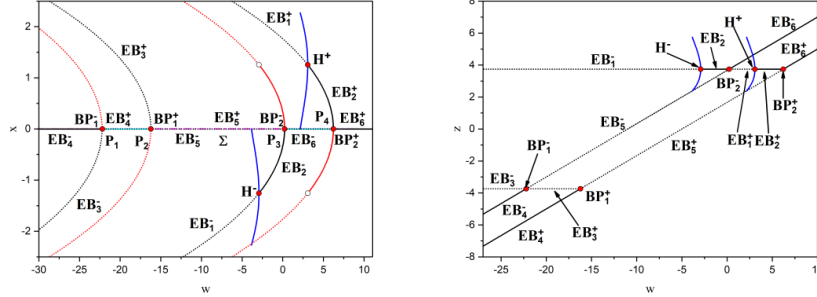 2
1
0
-1
-2
x
-30
-25
-20
-15
-10
-5
0
5
10
w
EB₃⁺
EB₁⁺
H⁺
EB₂⁺
BP₁⁻
EB₄⁺
BP₁⁺
EB₅⁺
BP₂⁻
P₄
EB₆⁺
EB₄⁻
P₁
P₂
EB₅⁻
Σ
P₃
EB₆⁻
BP₂⁺
EB₃⁻
H⁻
EB₂⁻
EB₁⁻
8
6
4
2
0
-2
-4
-6
-8
z
-25
-20
-15
-10
-5
0
5
10
w
EB₁⁻
H⁻
EB₂⁻
H⁺
EB₆⁻
EB₆⁺
BP₂⁻
BP₂⁺
EB₁⁺
EB₂⁺
EB₅⁻
EB₅⁺
BP₁⁻
EB₃⁻
BP₁⁺
EB₄⁻
EB₃⁺
EB₄⁺